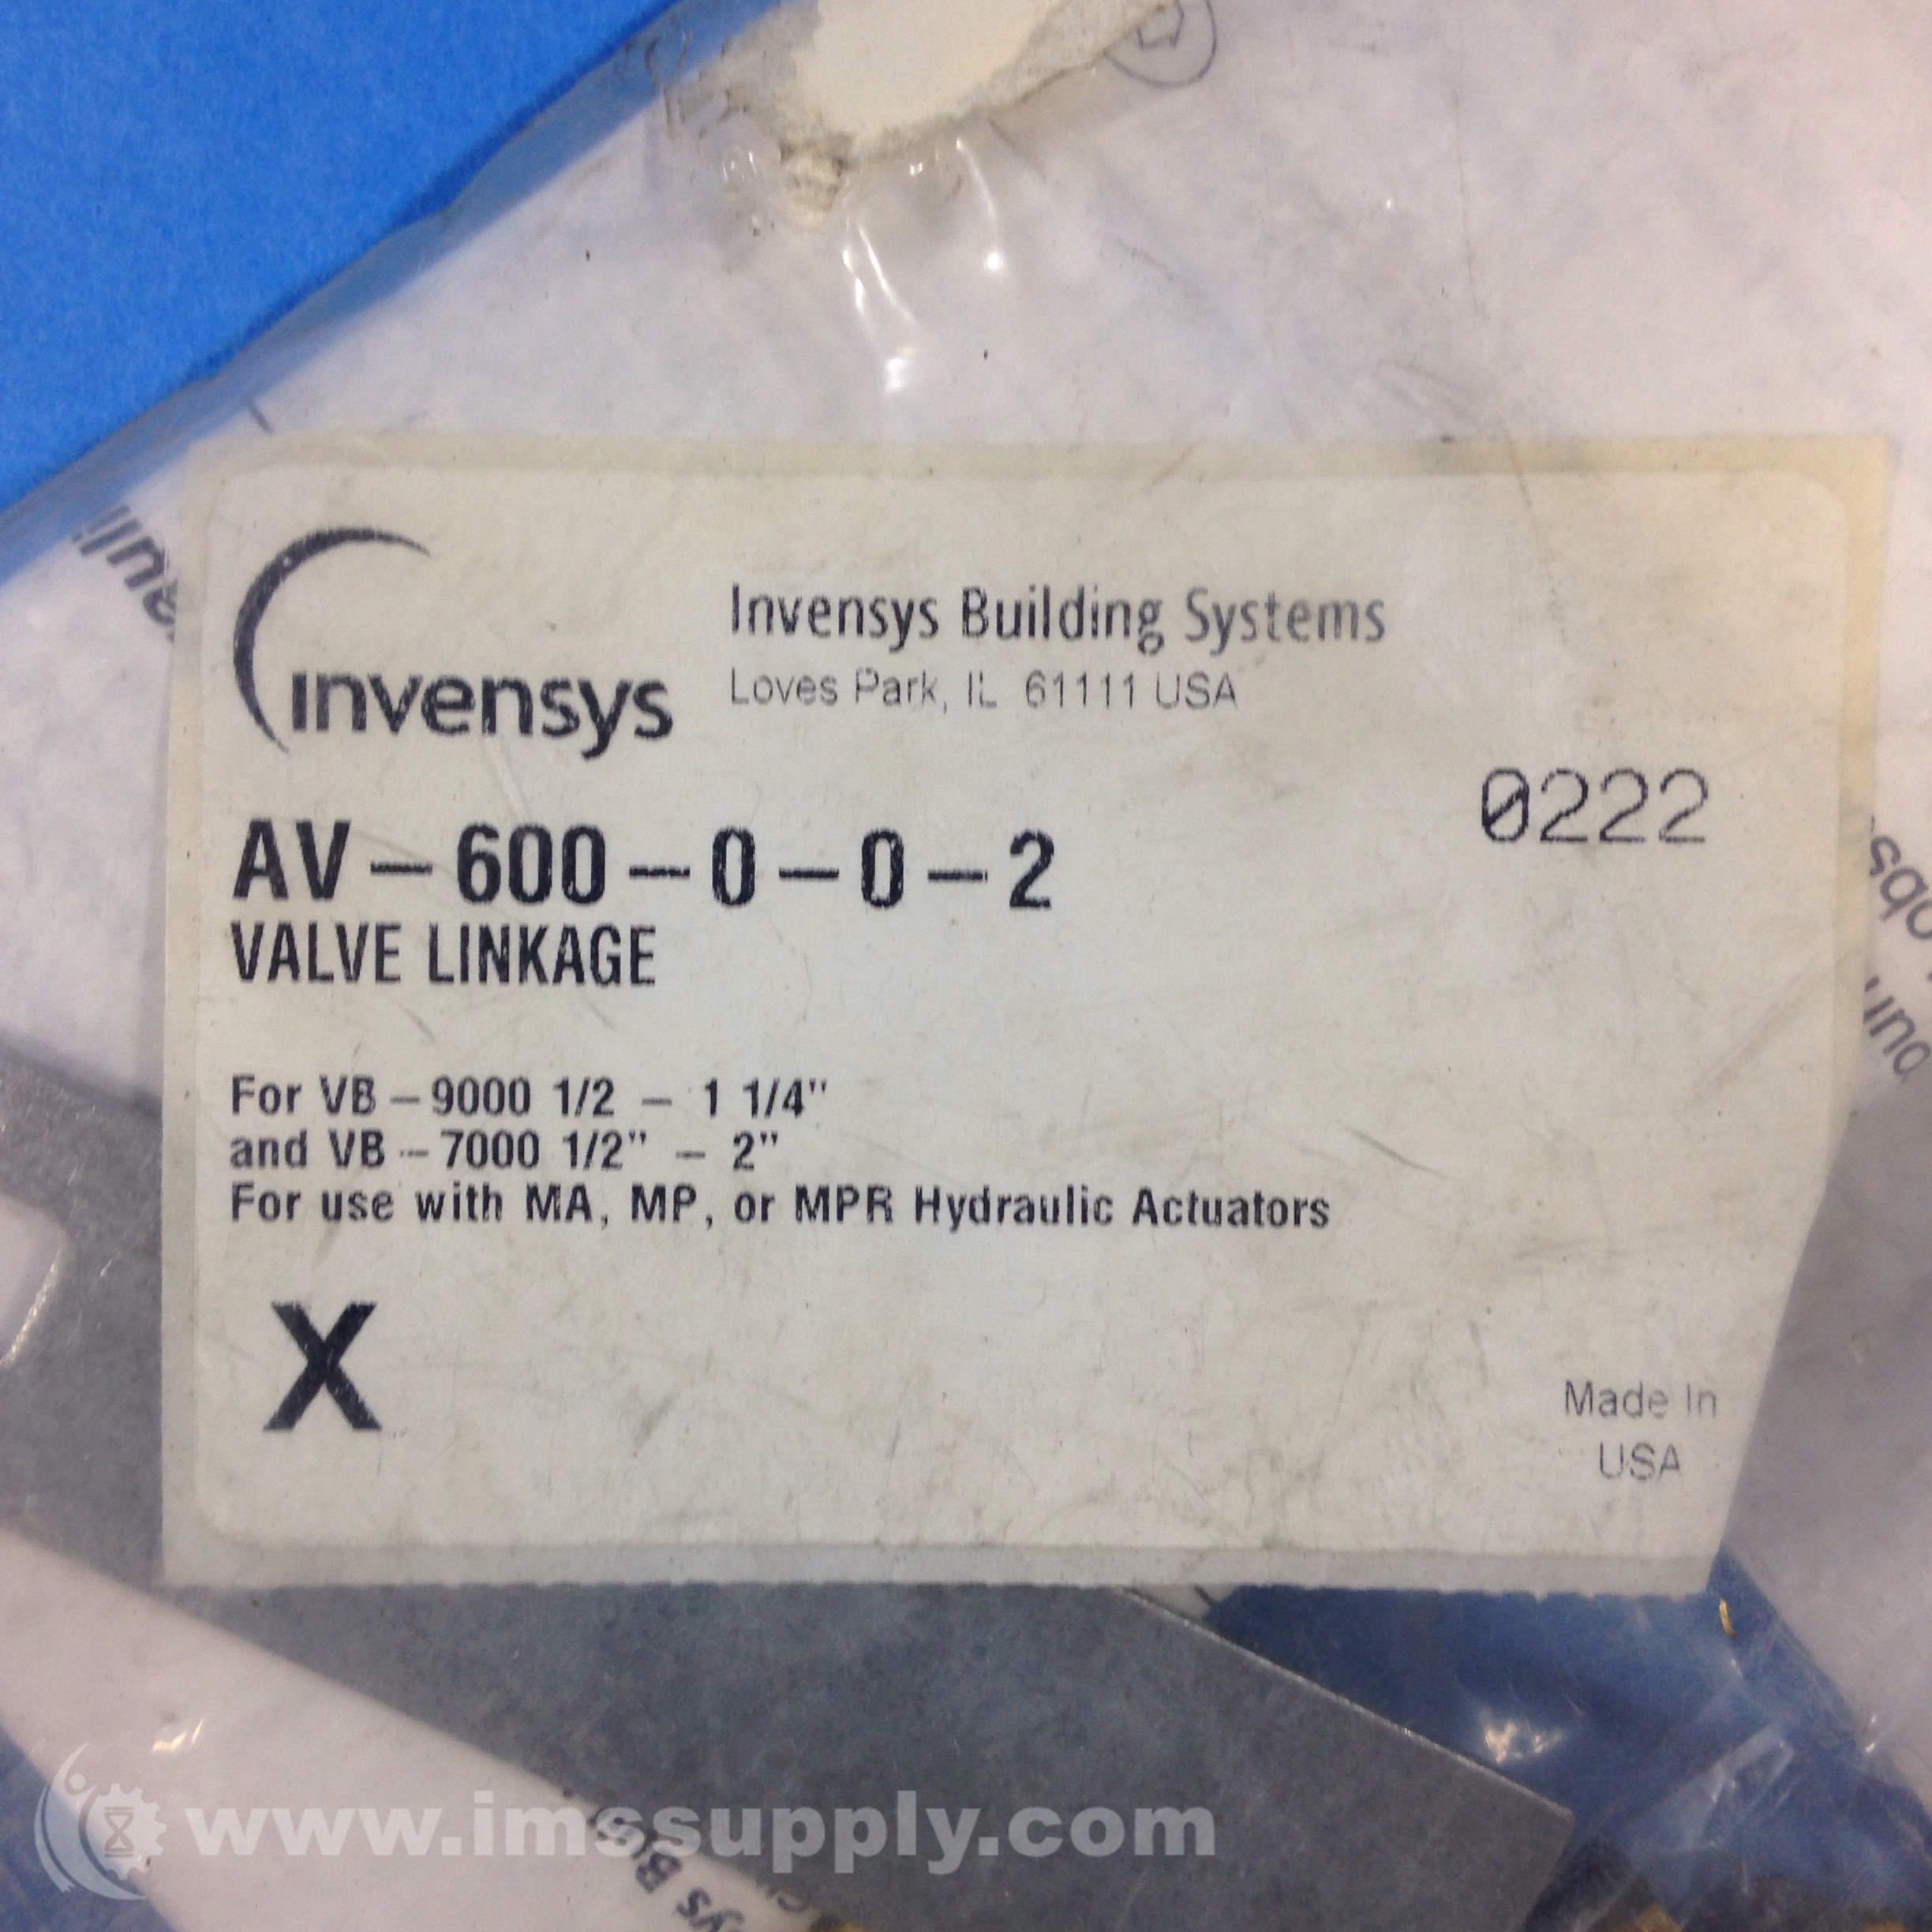 invensys
Invensys Building Systems
Loves Park, IL 61111 USA
0222
AV-600-0-0-2
VALVE LINKAGE
For VB-9000 1/2 - 1 1/4"
and VB-7000 1/2" - 2"
For use with MA, MP, or MPR Hydraulic Actuators
X
Made In
USA
www.imssupply.com